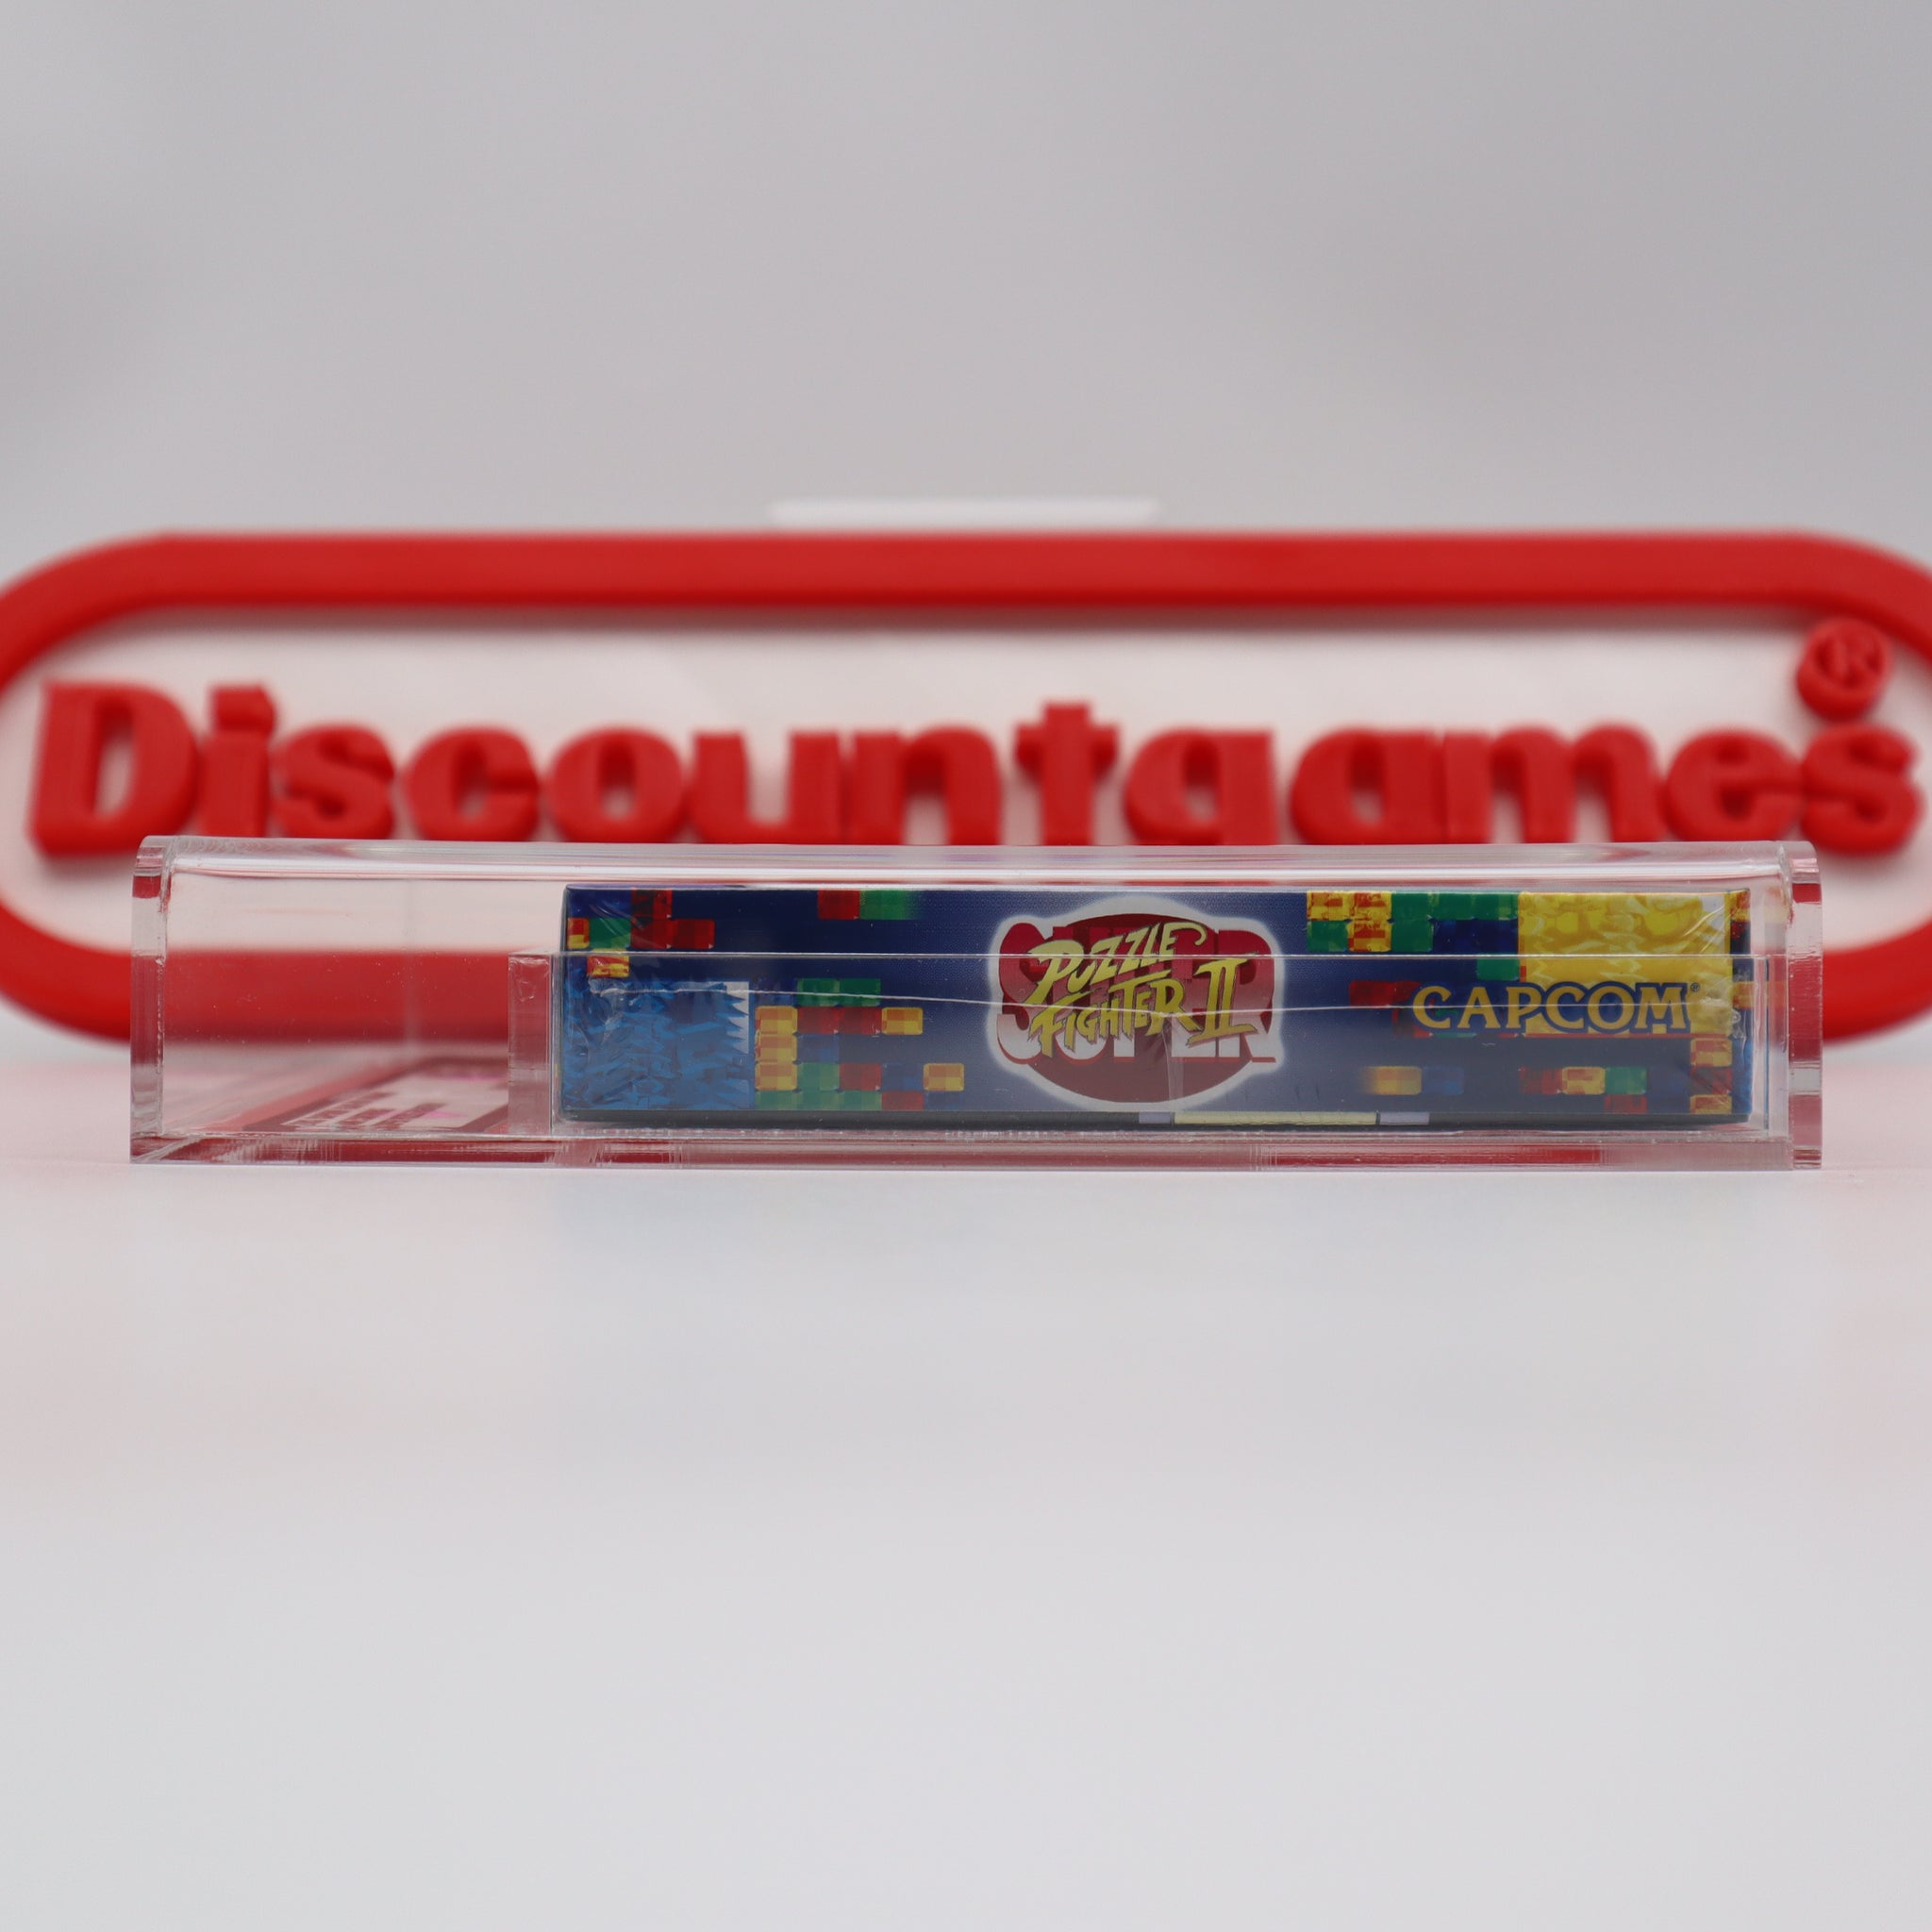 Discountgames®
SUPER
PUZZLE
FIGHTER II
CAPCOM®